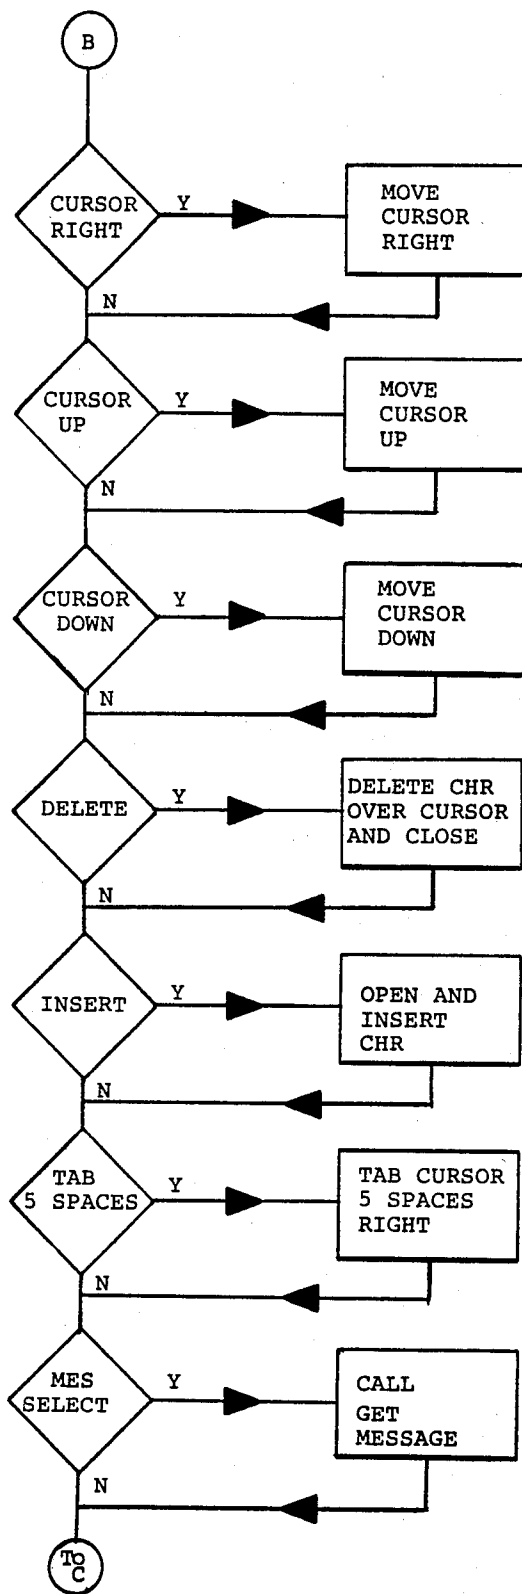 B
CURSOR
RIGHT
Y
MOVE
CURSOR
RIGHT
N
CURSOR
UP
Y
MOVE
CURSOR
UP
N
CURSOR
DOWN
Y
MOVE
CURSOR
DOWN
N
DELETE
Y
DELETE CHR
OVER CURSOR
AND CLOSE
N
INSERT
Y
OPEN AND
INSERT
CHR
N
TAB
5 SPACES
Y
TAB CURSOR
5 SPACES
RIGHT
N
MES
SELECT
Y
CALL
GET
MESSAGE
N
To
C